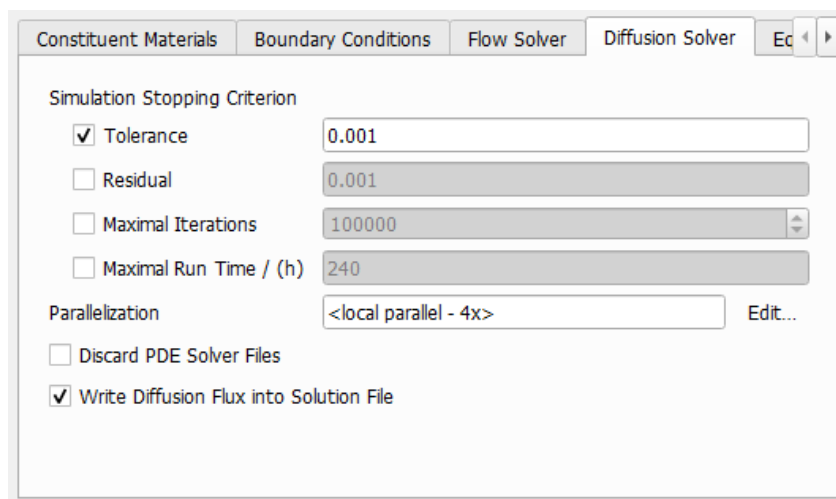 Constituent Materials Boundary Conditions Flow Solver Diffusion Solver
Simulation Stopping Criterion
Tolerance 0.001
Residual 0.001
Maximal Iterations 100000
Maximal Run Time / (h) 240
Parallelization <local parallel - 4x> Edit...
Discard PDE Solver Files
Write Diffusion Flux into Solution File